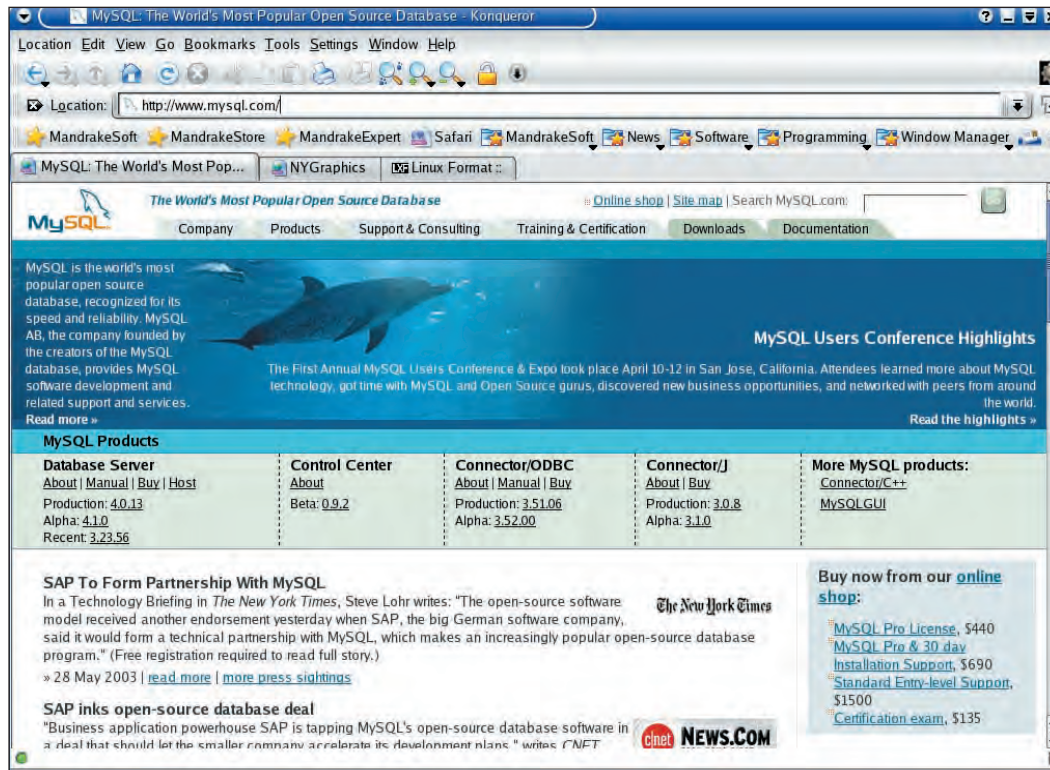 MySQL: The World's Most Popular Open Source Database - Konqueror
Location Edit View Go Bookmarks Tools Settings Window Help
Location: http://www.mysql.com/
MandrakeSoft MandrakeStore MandrakeExpert Safari MandrakeSoft News Software Programming Window Manager
MySQL: The World's Most Pop... NYGraphics LXF Linux Format ::
MySQL The World's Most Popular Open Source Database Online shop | Site map | Search MySQL.com:
Company Products Support & Consulting Training & Certification Downloads Documentation
MySQL is the world's most
popular open source
database, recognized for its
speed and reliability. MySQL
AB, the company founded by
the creators of the MySQL
database, provides MySQL
software development and
related support and services.
Read more »
MySQL Users Conference Highlights
The First Annual MySQL Users Conference & Expo took place April 10-12 in San Jose, California. Attendees learned more about MySQL
technology, got time with MySQL and Open Source gurus, discovered new business opportunities, and networked with peers from around
the world.
Read the highlights »
MySQL Products
Database Server
About | Manual | Buy | Host
Production: 4.0.13
Alpha: 4.1.0
Recent: 3.23.56
Control Center
About
Beta: 0.9.2
Connector/ODBC
About | Manual | Buy
Production: 3.51.06
Alpha: 3.52.00
Connector/J
About | Buy
Production: 3.0.8
Alpha: 3.1.0
More MySQL products:
Connector/C++
MySQLGUI
SAP To Form Partnership With MySQL
In a Technology Briefing in The New York Times, Steve Lohr writes: "The open-source software
model received another endorsement yesterday when SAP, the big German software company,
said it would form a technical partnership with MySQL, which makes an increasingly popular open-source database
program." (Free registration required to read full story.)
The New York Times
» 28 May 2003 | read more | more press sightings
SAP inks open-source database deal
"Business application powerhouse SAP is tapping MySQL's open-source database software in
a deal that should let the smaller company accelerate its development plans," writes CNET
c|net NEWS.COM
Buy now from our online
shop:
MySQL Pro License, $440
MySQL Pro & 30 day
Installation Support, $690
Standard Entry-level Support,
$1500
Certification exam, $135